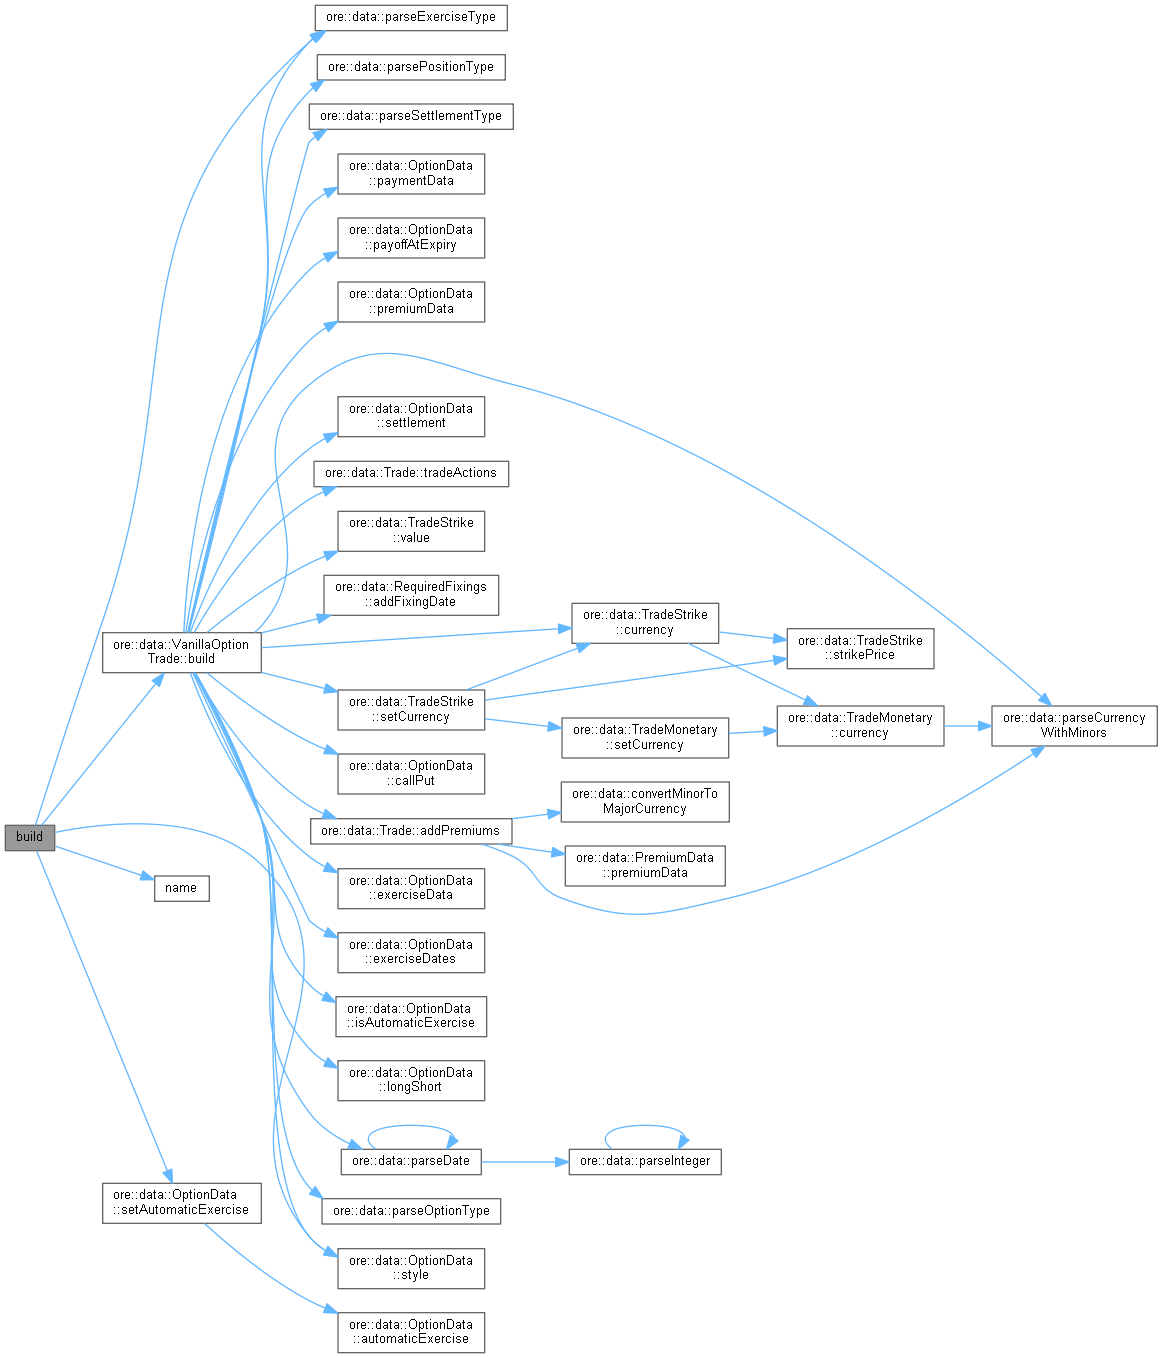 ore::data::parseExerciseType
ore::data::parsePositionType
ore::data::parseSettlementType
ore::data::OptionData
::paymentData
ore::data::OptionData
::payoffAtExpiry
ore::data::OptionData
::premiumData
ore::data::OptionData
::settlement
ore::data::Trade::tradeActions
ore::data::TradeStrike
::value
ore::data::RequiredFixings
::addFixingDate
ore::data::TradeStrike
::currency
ore::data::TradeStrike
::strikePrice
ore::data::VanillaOption
Trade::build
ore::data::TradeStrike
::setCurrency
ore::data::TradeMonetary
::setCurrency
ore::data::TradeMonetary
::currency
ore::data::parseCurrency
WithMinors
ore::data::OptionData
::callPut
ore::data::convertMinorTo
MajorCurrency
build
ore::data::Trade::addPremiums
ore::data::PremiumData
::premiumData
name
ore::data::OptionData
::exerciseData
ore::data::OptionData
::exerciseDates
ore::data::OptionData
::isAutomaticExercise
ore::data::OptionData
::longShort
ore::data::parseDate
ore::data::parseInteger
ore::data::OptionData
::setAutomaticExercise
ore::data::parseOptionType
ore::data::OptionData
::style
ore::data::OptionData
::automaticExercise